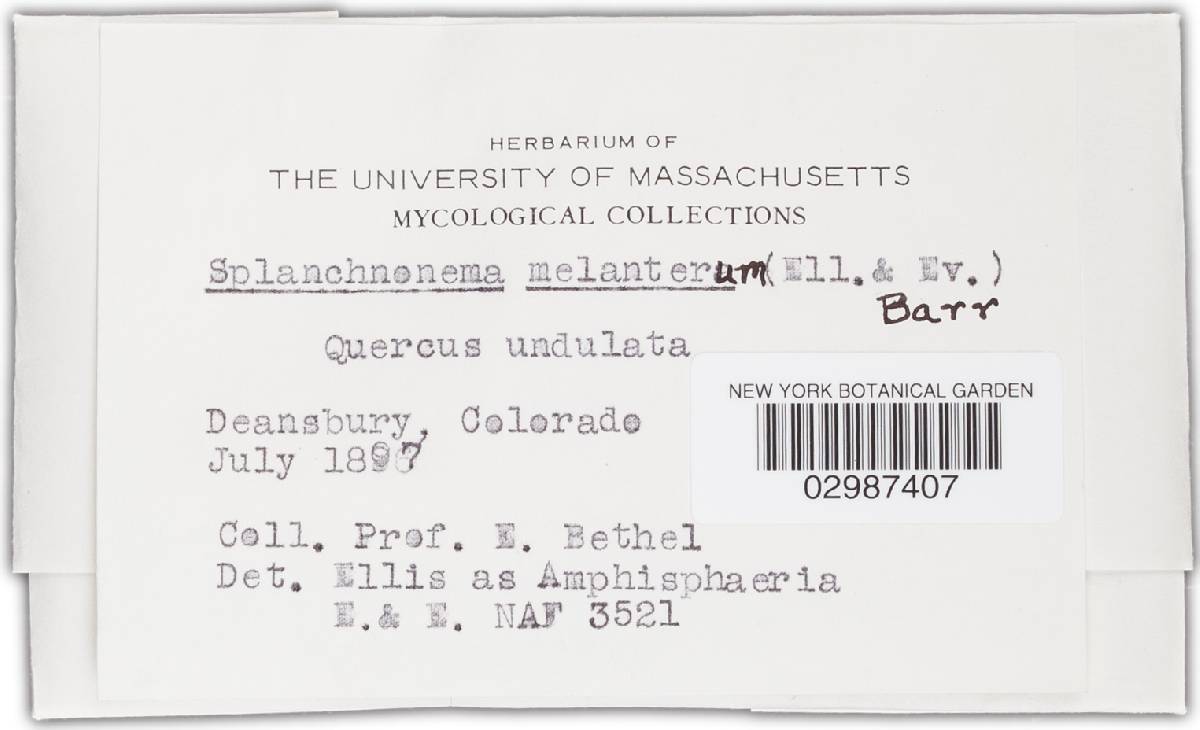 HERBARIUM OF
THE UNIVERSITY OF MASSACHUSETTS
MYCOLOGICAL COLLECTIONS
Splanchnonema melanterum (Ell. & Ev.)
Barr
Quercus undulata
NEW YORK BOTANICAL GARDEN
02987407
Deansbury, Colorado
July 1897
Coll. Prof. E. Bethel
Det. Ellis as Amphisphaeria
E. & E. NAF 3521